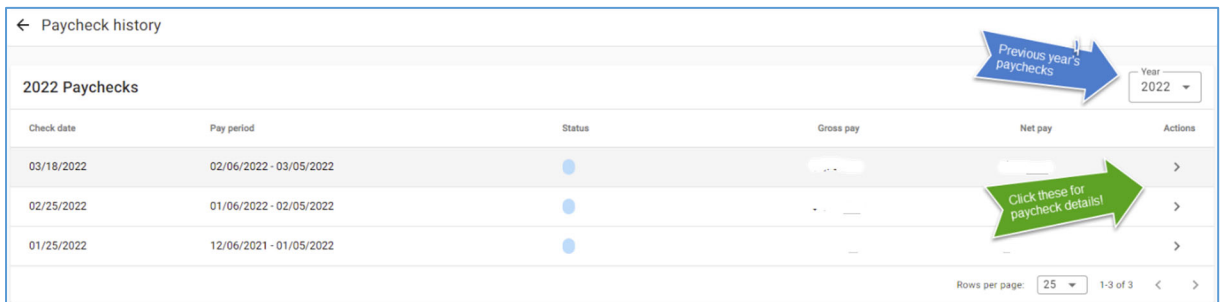 Paycheck history
Previous year's
paychecks
Year
2022 Paychecks
2022
Check date Pay period Status Gross pay Net pay Actions
03/18/2022 02/06/2022 - 03/05/2022
Click these for
paycheck details!
02/25/2022 01/06/2022 - 02/05/2022
01/25/2022 12/06/2021 - 01/05/2022
Rows per page: 25 1-3 of 3